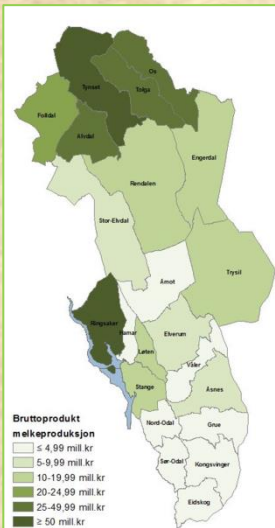 Os
Tynset
Tolga
Folldal
Alvdal
Engerdal
Rendalen
Stor-Elvdal
Trysil
Åmot
Ringsaker
Hamar
Elverum
Løten
Våler
Stange
Åsnes
Nord-Odal
Grue
Sør-Odal
Kongsvinger
Eidskog
Bruttoprodukt
melkeproduksjon
≤ 4,99 mill.kr
5-9,99 mill.kr
10-19,99 mill.kr
20-24,99 mill.kr
25-49,99 mill.kr
≥ 50 mill.kr